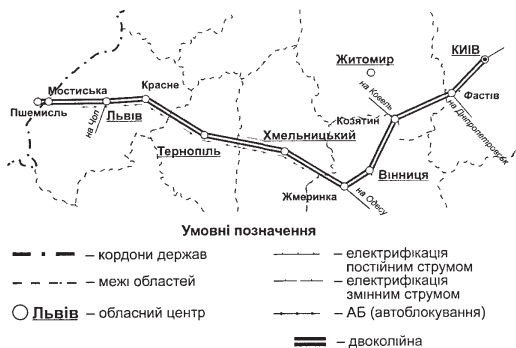 КИЇВ
Житомир
Мостиська
Красне
на Ковель
Фастів
Пшемисль
на Чоп
Львів
Козятин
на Дніпропетровськ
Хмельницький
Тернопіль
Вінниця
Жмеринка
на Одесу
Умовні позначення
– кордони держав
– межі областей
Львів – обласний центр
– електрифікація
постійним струмом
– електрифікація
змінним струмом
– АБ (автоблокування)
– двоколійна